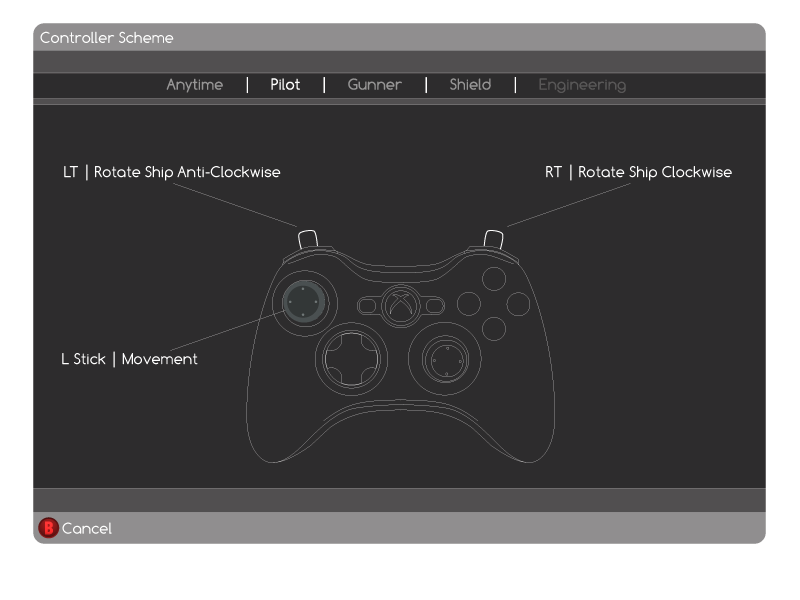 Controller Scheme
Anytime | Pilot | Gunner | Shield | Engineering
LT | Rotate Ship Anti-Clockwise
RT | Rotate Ship Clockwise
L Stick | Movement
B Cancel